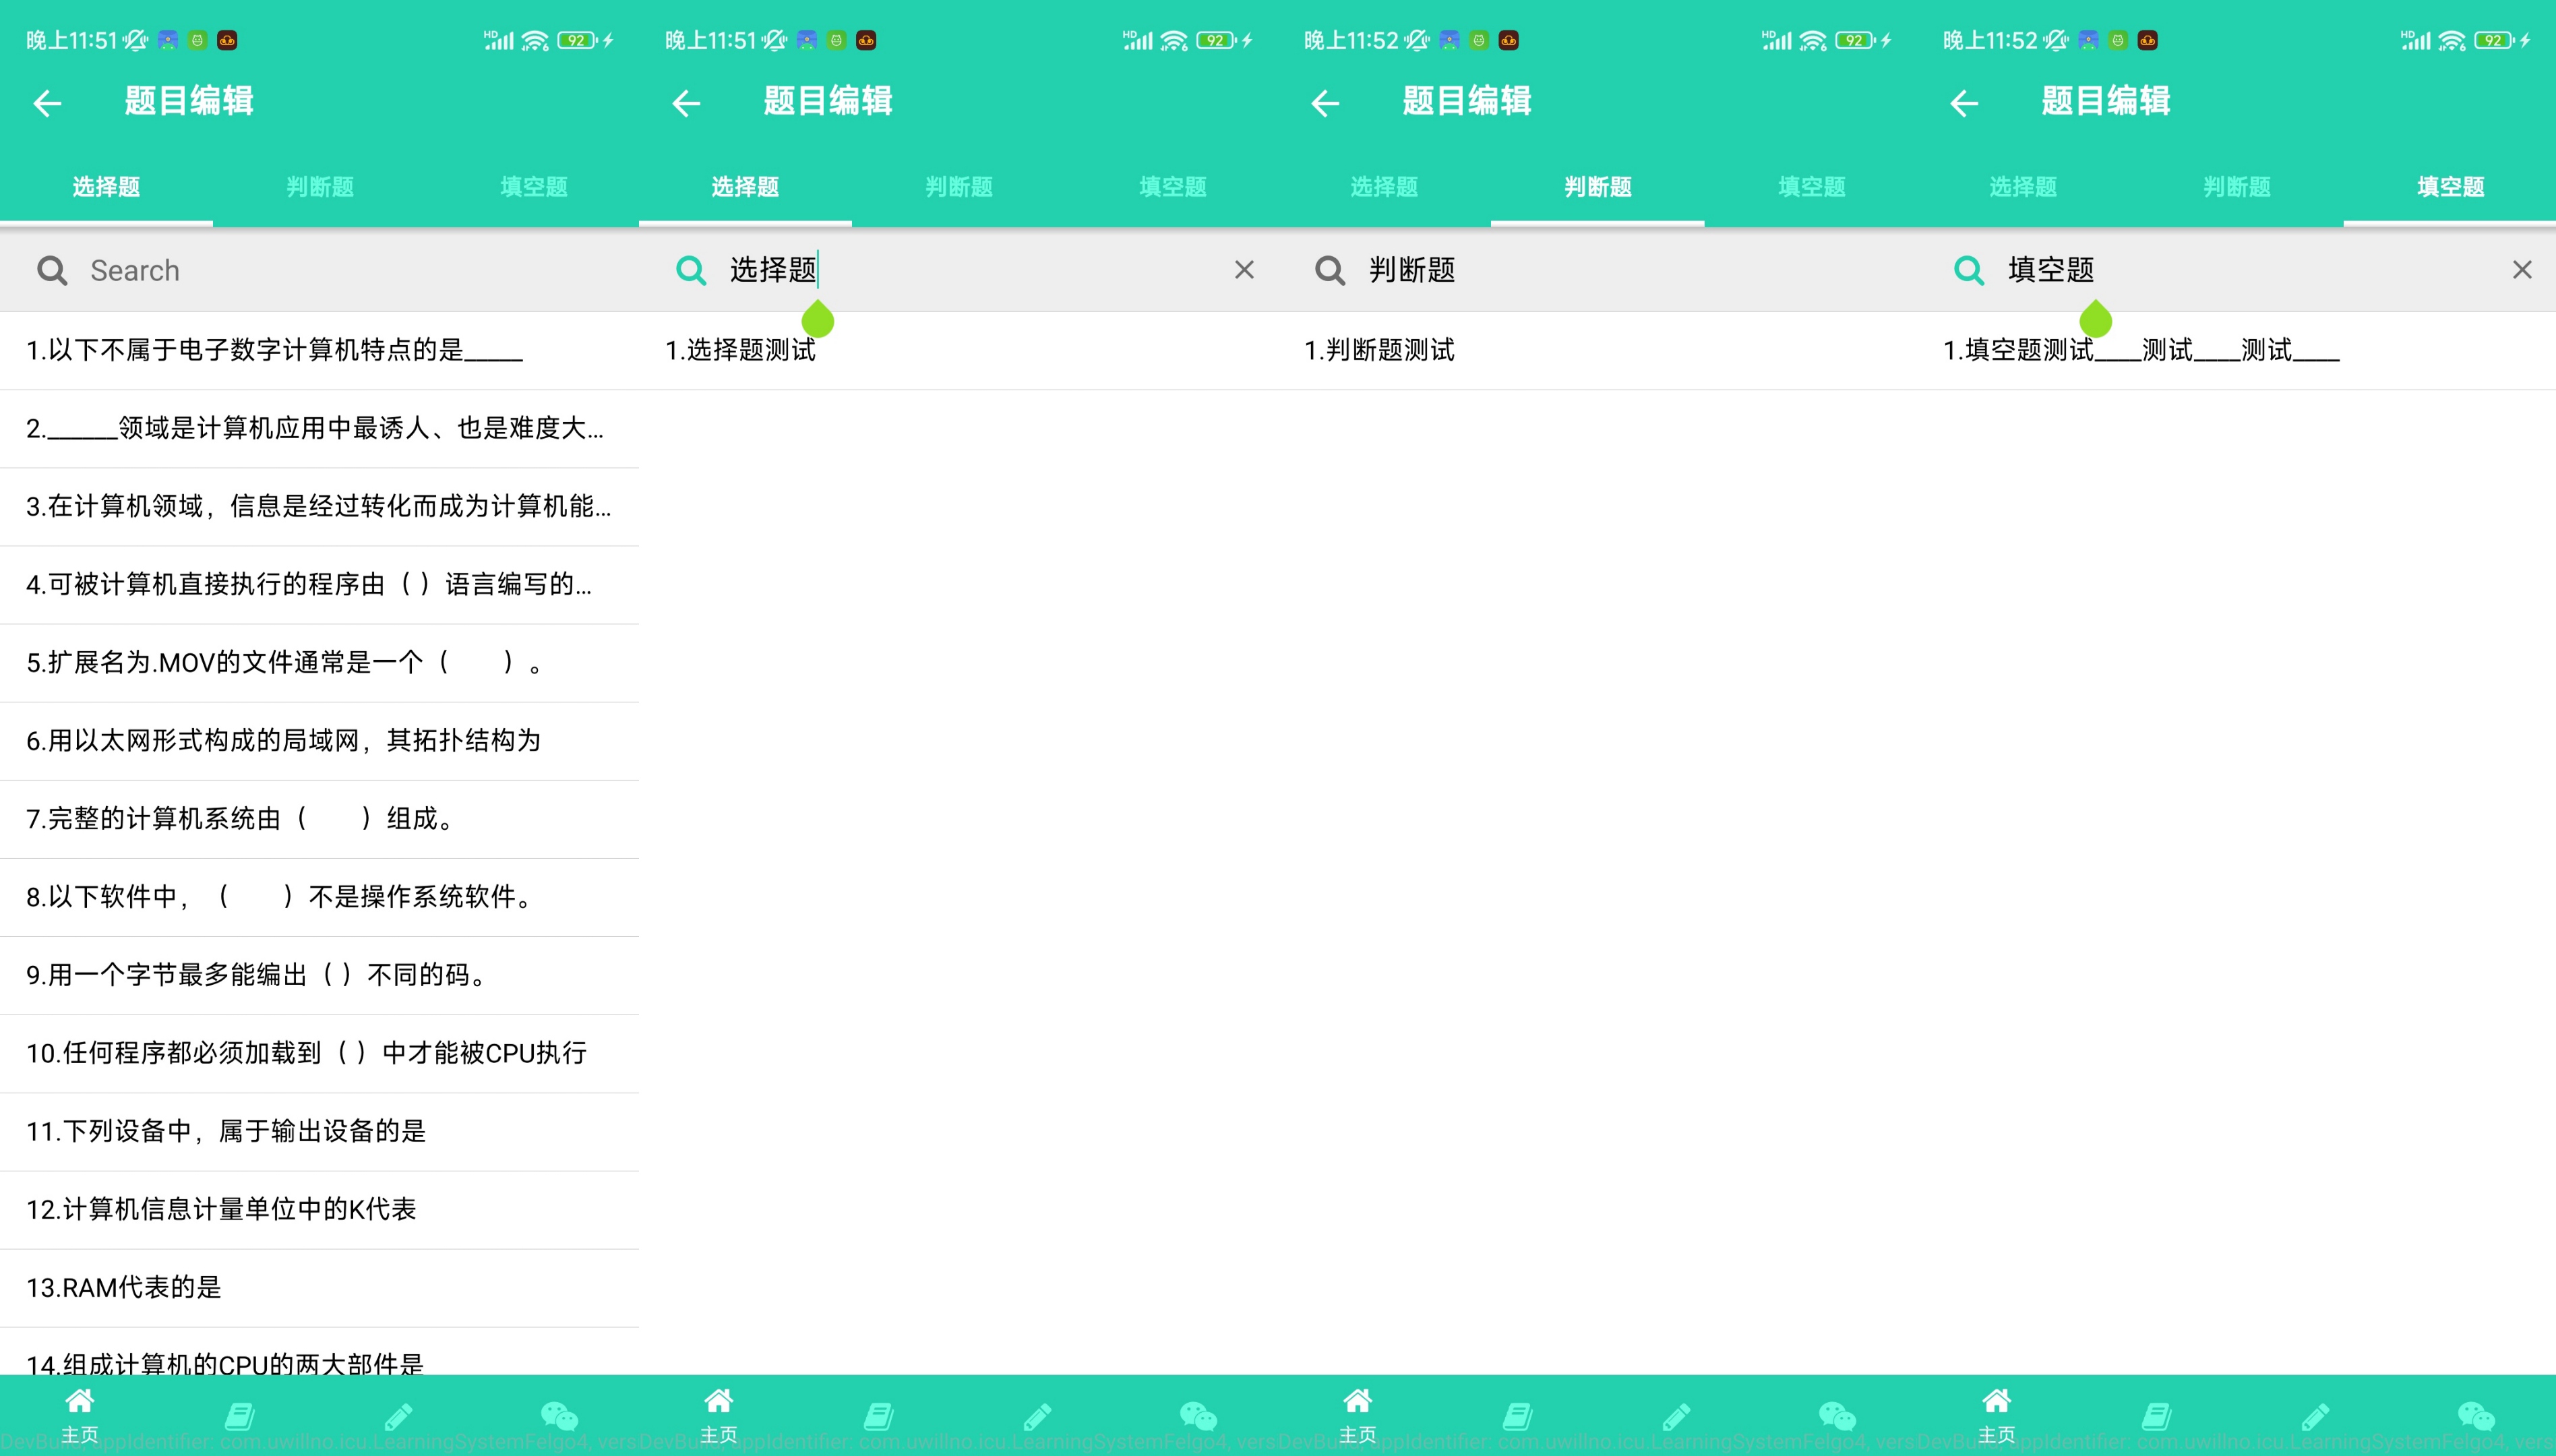 晚上11:51
HD 6 92
题目编辑
选择题 判断题 填空题
Search
1.以下不属于电子数字计算机特点的是_____
2.______领域是计算机应用中最诱人、也是难度大...
3.在计算机领域，信息是经过转化而成为计算机能...
4.可被计算机直接执行的程序由（ ）语言编写的...
5.扩展名为.MOV的文件通常是一个（　　）。
6.用以太网形式构成的局域网，其拓扑结构为
7.完整的计算机系统由（　　）组成。
8.以下软件中，（　　）不是操作系统软件。
9.用一个字节最多能编出（ ）不同的码。
10.任何程序都必须加载到（ ）中才能被CPU执行
11.下列设备中，属于输出设备的是
12.计算机信息计量单位中的K代表
13.RAM代表的是
14.组成计算机的CPU的两大部件是
主页
DevBuild, appIdentifier: com.uwillno.icu.LearningSystemFelgo4, vers
晚上11:51
HD 6 92
题目编辑
选择题 判断题 填空题
选择题
1.选择题测试
主页
DevBuild, appIdentifier: com.uwillno.icu.LearningSystemFelgo4, vers
晚上11:52
HD 6 92
题目编辑
选择题 判断题 填空题
判断题
1.判断题测试
主页
DevBuild, appIdentifier: com.uwillno.icu.LearningSystemFelgo4, vers
晚上11:52
HD 6 92
题目编辑
选择题 判断题 填空题
填空题
1.填空题测试____测试____测试____
主页
DevBuild, appIdentifier: com.uwillno.icu.LearningSystemFelgo4, vers